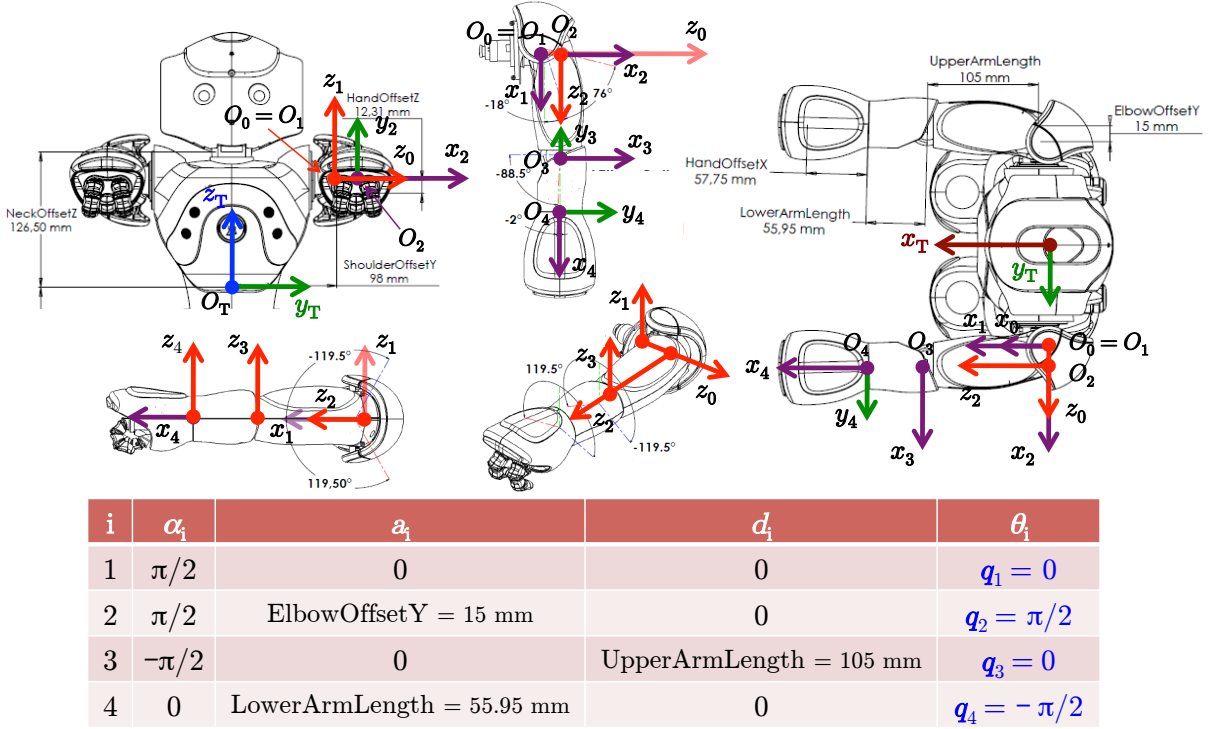 O₀ = O₁
O₂
z₀
x₂
x₁
z₂
-18°
76°
y₃
O₃
x₃
-88.5°
O₄
y₄
-2°
x₄
z₁
HandOffsetZ
12,31 mm
O₀ = O₁
y₂
z₀
x₂
O₂
NeckOffsetZ
126,50 mm
z_T
O_T
y_T
ShoulderOffsetY
98 mm
UpperArmLength
105 mm
ElbowOffsetY
15 mm
HandOffsetX
57,75 mm
LowerArmLength
55,95 mm
x_T
y_T
x₁
x₀
O₄
O₃
O₀ = O₁
O₂
x₄
z₂
z₀
y₄
x₃
x₂
z₄
z₃
z₁
-119.5°
z₂
x₄
x₁
119,50°
z₁
z₃
119.5°
z₀
z₂
-119.5°
i αᵢ aᵢ dᵢ θᵢ
1 π/2 0 0 q₁ = 0
2 π/2 ElbowOffsetY = 15 mm 0 q₂ = π/2
3 −π/2 0 UpperArmLength = 105 mm q₃ = 0
4 0 LowerArmLength = 55.95 mm 0 q₄ = − π/2